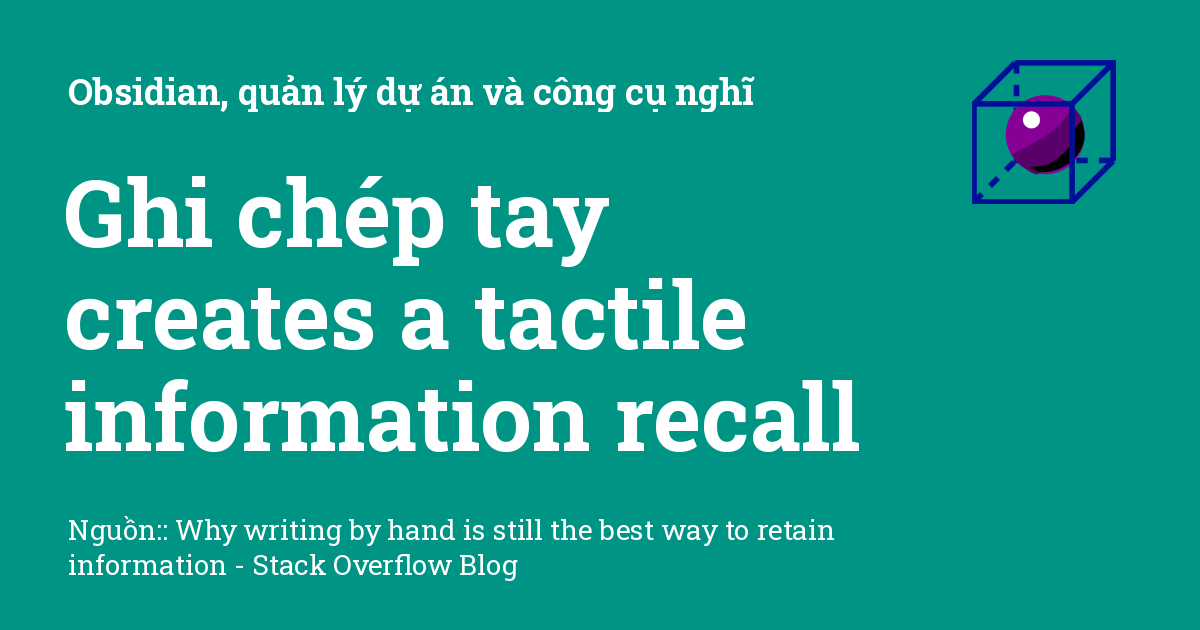 Obsidian, quản lý dự án và công cụ nghĩ
Ghi chép tay
creates a tactile
information recall
Nguồn:: Why writing by hand is still the best way to retain
information - Stack Overflow Blog